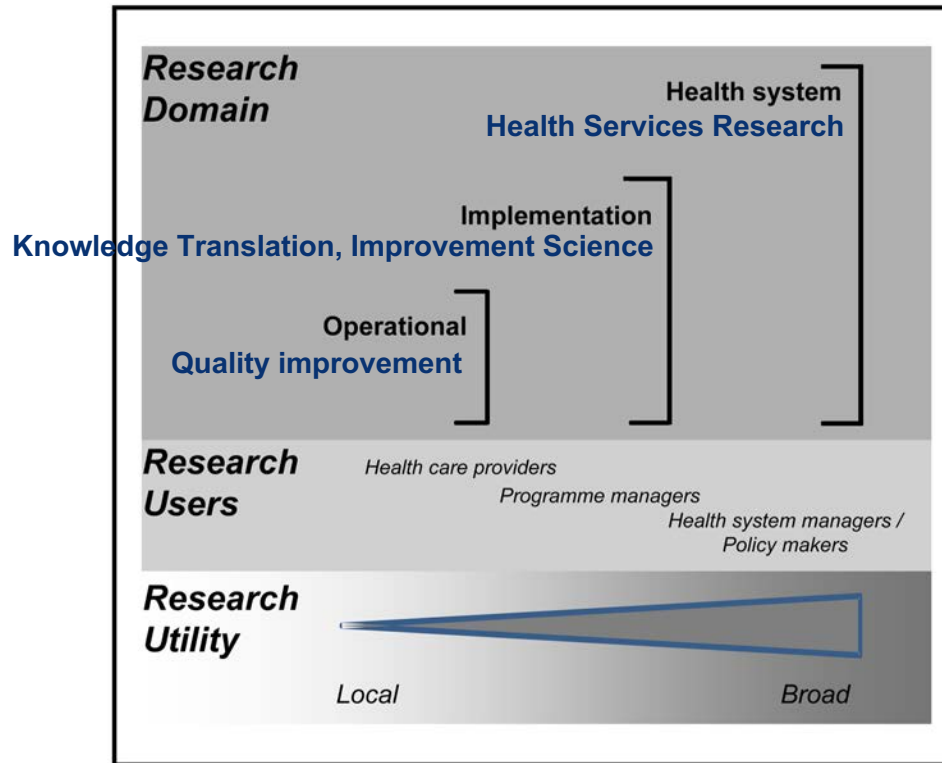 Research
Domain
Health system
Health Services Research
Implementation
Knowledge Translation, Improvement Science
Operational
Quality improvement
Research
Users
Health care providers
Programme managers
Health system managers /
Policy makers
Research
Utility
Local
Broad